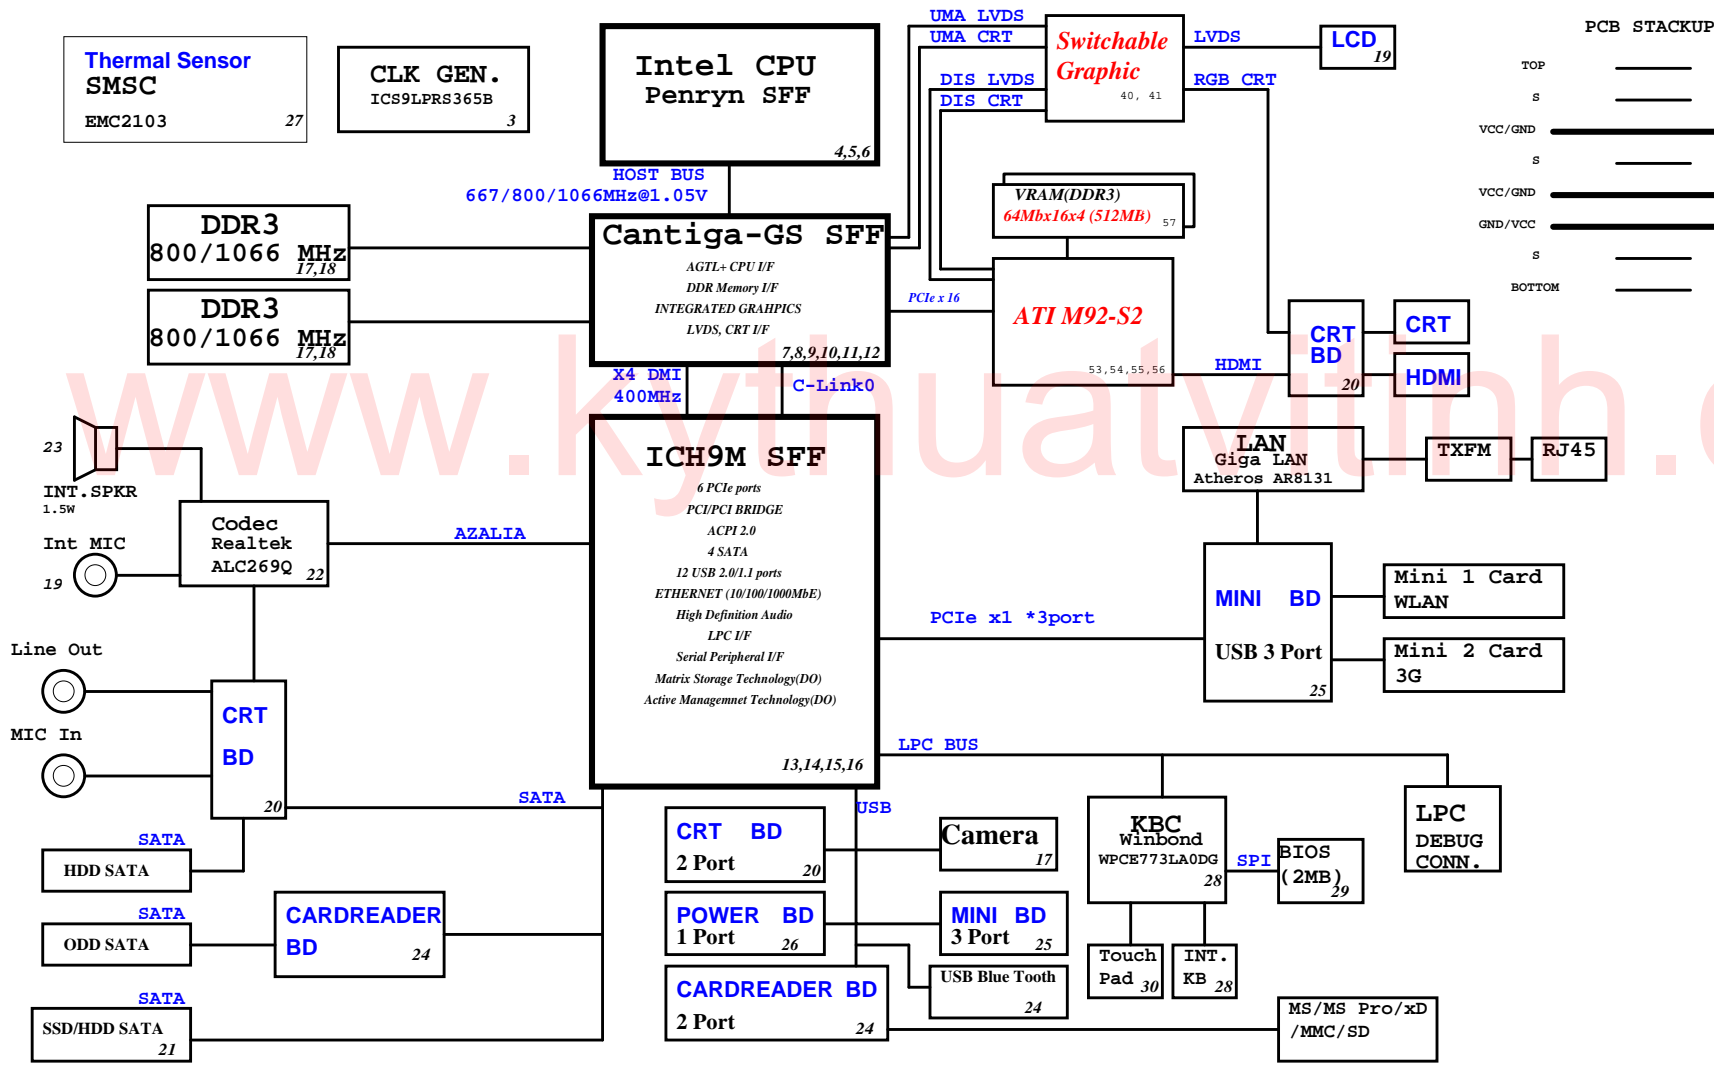 Thermal Sensor
SMSC
EMC2103 27
CLK GEN.
ICS9LPRS365B
3
Intel CPU
Penryn SFF
4,5,6
UMA LVDS
UMA CRT
DIS LVDS
DIS CRT
Switchable
Graphic
40, 41
LVDS
RGB CRT
LCD
19
PCB STACKUP
TOP
S
VCC/GND
S
VCC/GND
GND/VCC
S
BOTTOM
HOST BUS
667/800/1066MHz@1.05V
VRAM(DDR3)
64Mbx16x4 (512MB) 57
DDR3
800/1066 MHz
17,18
DDR3
800/1066 MHz
17,18
Cantiga-GS SFF
AGTL+ CPU I/F
DDR Memory I/F
INTEGRATED GRAHPICS
LVDS, CRT I/F
7,8,9,10,11,12
PCIe x 16
ATI M92-S2
53,54,55,56
HDMI
CRT
BD
20
CRT
HDMI
X4 DMI
400MHz
C-Link0
www.kythuatvitinh.c
23
INT.SPKR
1.5W
Int MIC
19
Codec
Realtek
ALC269Q 22
AZALIA
ICH9M SFF
6 PCIe ports
PCI/PCI BRIDGE
ACPI 2.0
4 SATA
12 USB 2.0/1.1 ports
ETHERNET (10/100/1000MbE)
High Definition Audio
LPC I/F
Serial Peripheral I/F
Matrix Storage Technology(DO)
Active Managemnet Technology(DO)
13,14,15,16
LAN
Giga LAN
Atheros AR8131
TXFM
RJ45
PCIe x1 *3port
MINI BD
USB 3 Port
25
Mini 1 Card
WLAN
Mini 2 Card
3G
Line Out
MIC In
CRT
BD
20
SATA
LPC BUS
USB
SATA
HDD SATA
SATA
ODD SATA
CARDREADER
BD 24
SATA
SSD/HDD SATA
21
CRT BD
2 Port 20
Camera
17
POWER BD
1 Port 26
MINI BD
3 Port 25
CARDREADER BD
2 Port 24
USB Blue Tooth
24
KBC
Winbond
WPCE773LA0DG
28
SPI
BIOS
(2MB)
29
LPC
DEBUG
CONN.
Touch
Pad 30
INT.
KB 28
MS/MS Pro/xD
/MMC/SD